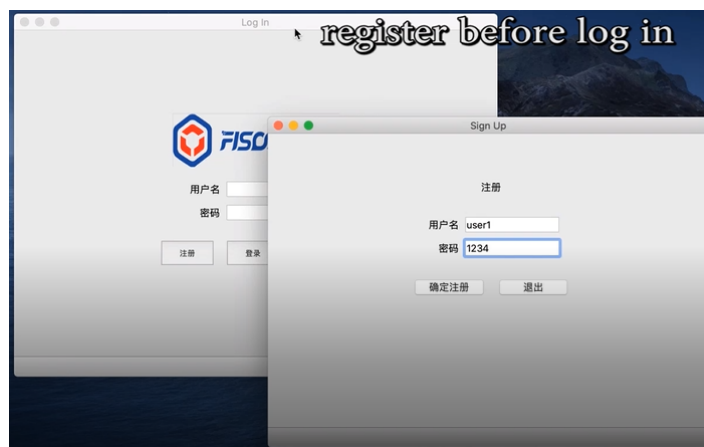 Log In
register before log in
FISC
用户名
密码
注册
登录
Sign Up
注册
用户名 user1
密码 1234
确定注册
退出